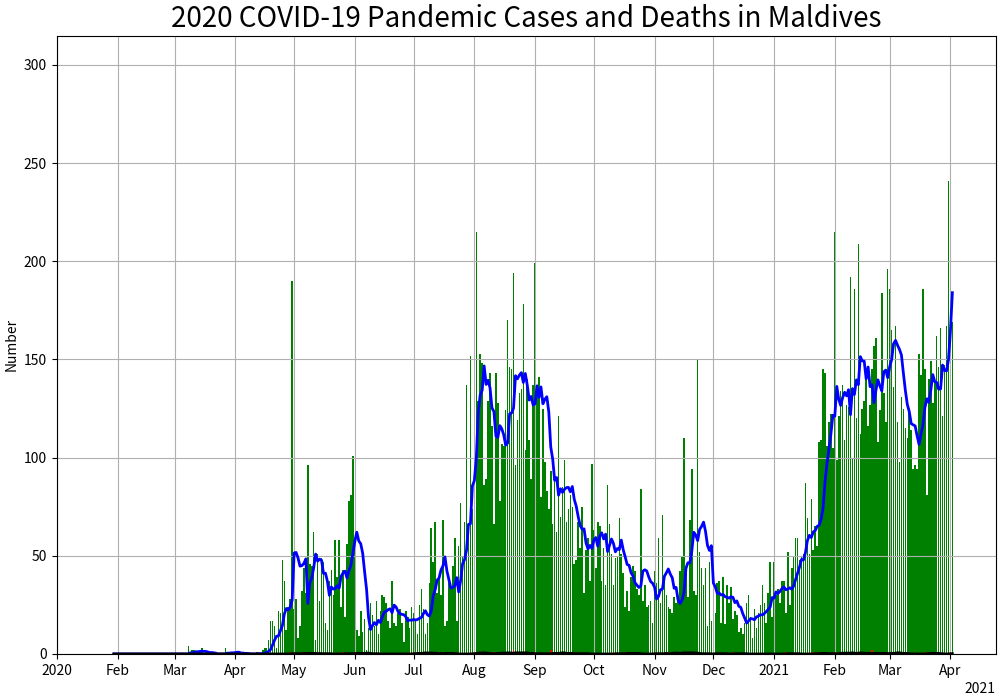 2020 COVID-19 Pandemic Cases and Deaths in Maldives
300
250
200
150
100
50
0
Number
2020 Feb Mar Apr May Jun Jul Aug Sep Oct Nov Dec 2021 Feb Mar Apr
2021